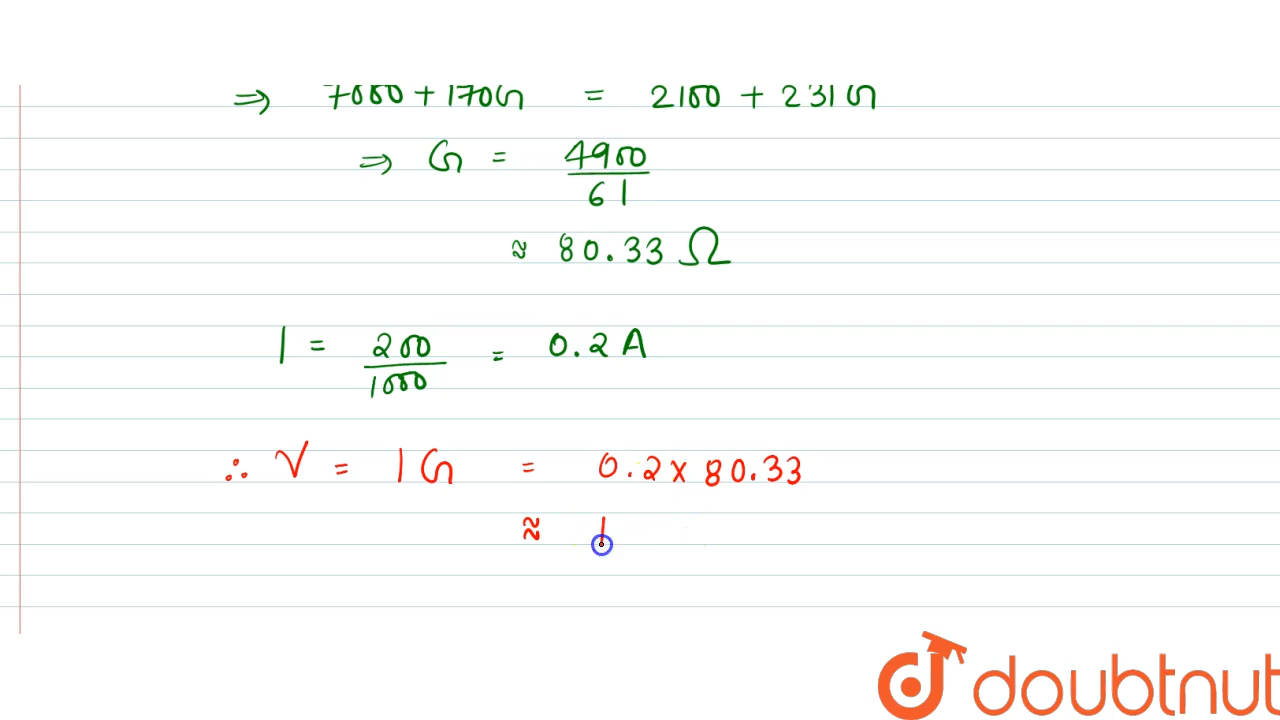 ⇒ 7000 + 170G = 2100 + 231G
⇒ G = 4900/61
≈ 80.33 Ω
I = 200/1000 = 0.2 A
∴ V = IG = 0.2 × 80.33
≈ 1
doubtnut